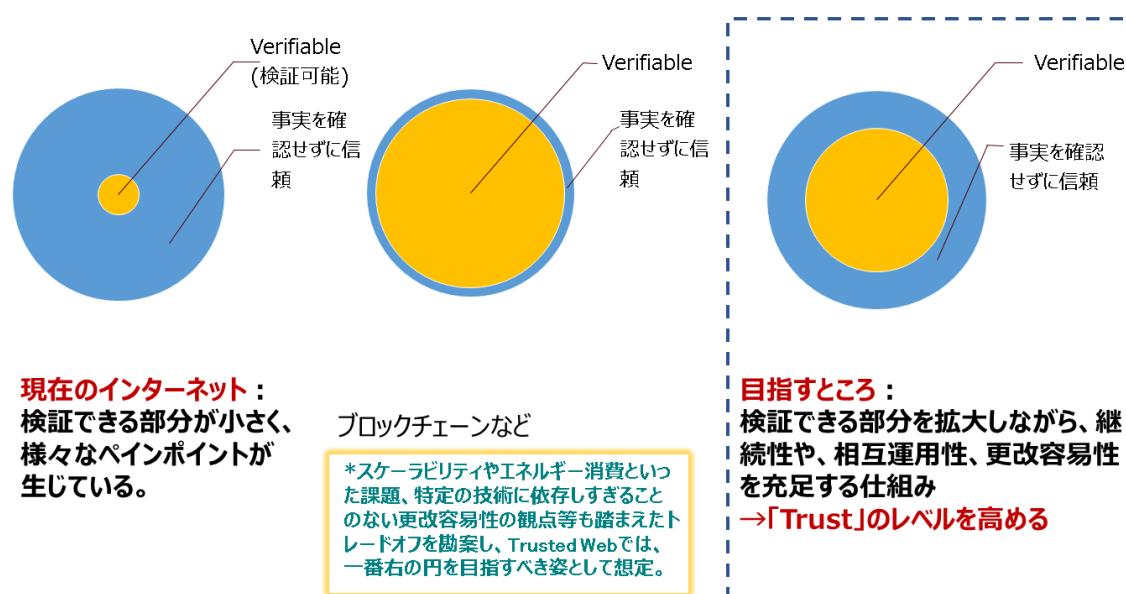 Verifiable
(検証可能)
事実を確
認せずに信
頼
Verifiable
事実を確
認せずに信
頼
Verifiable
事実を確認
せずに信頼
現在のインターネット：
検証できる部分が小さく、
様々なペインポイントが
生じている。
ブロックチェーンなど
*スケーラビリティやエネルギー消費といっ
た課題、特定の技術に依存しすぎること
のない更改容易性の観点等も踏まえたト
レードオフを勘案し、Trusted Webでは、
一番右の円を目指すべき姿として想定。
目指すところ：
検証できる部分を拡大しながら、継
続性や、相互運用性、更改容易性
を充足する仕組み
→「Trust」のレベルを高める